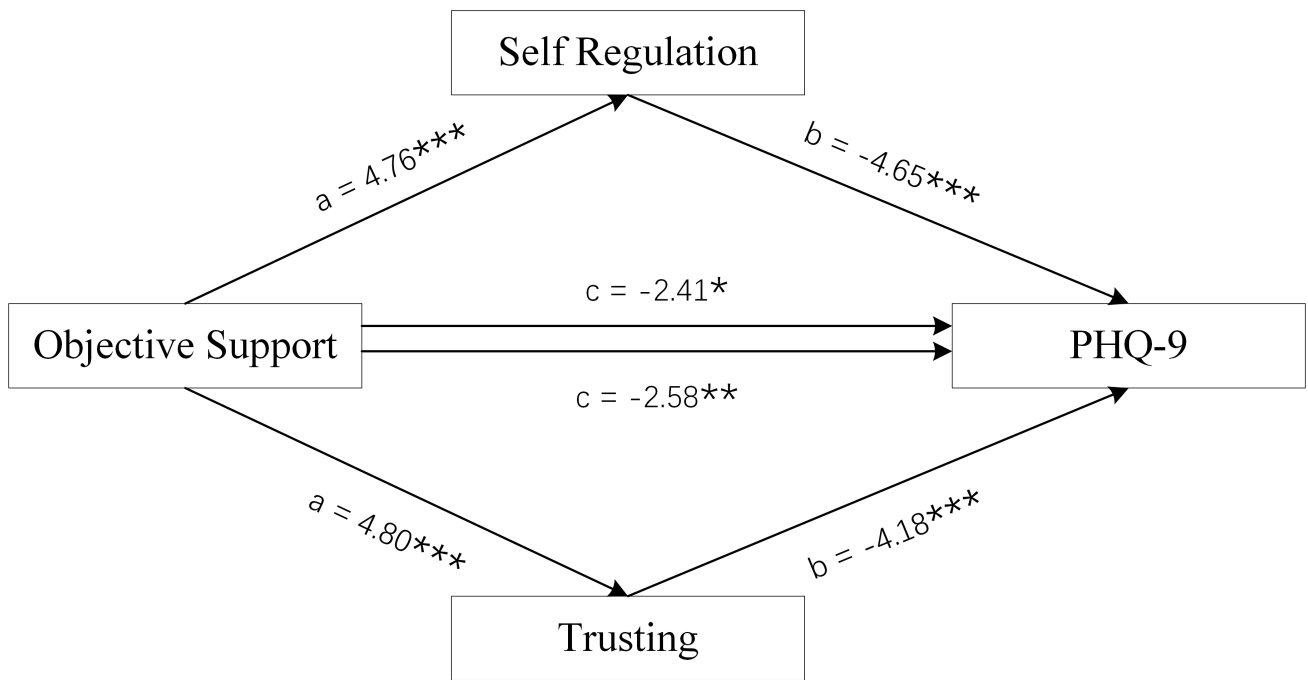 Self Regulation
a = 4.76***
b = -4.65***
c = -2.41*
Objective Support
PHQ-9
c = -2.58**
a = 4.80***
b = -4.18***
Trusting